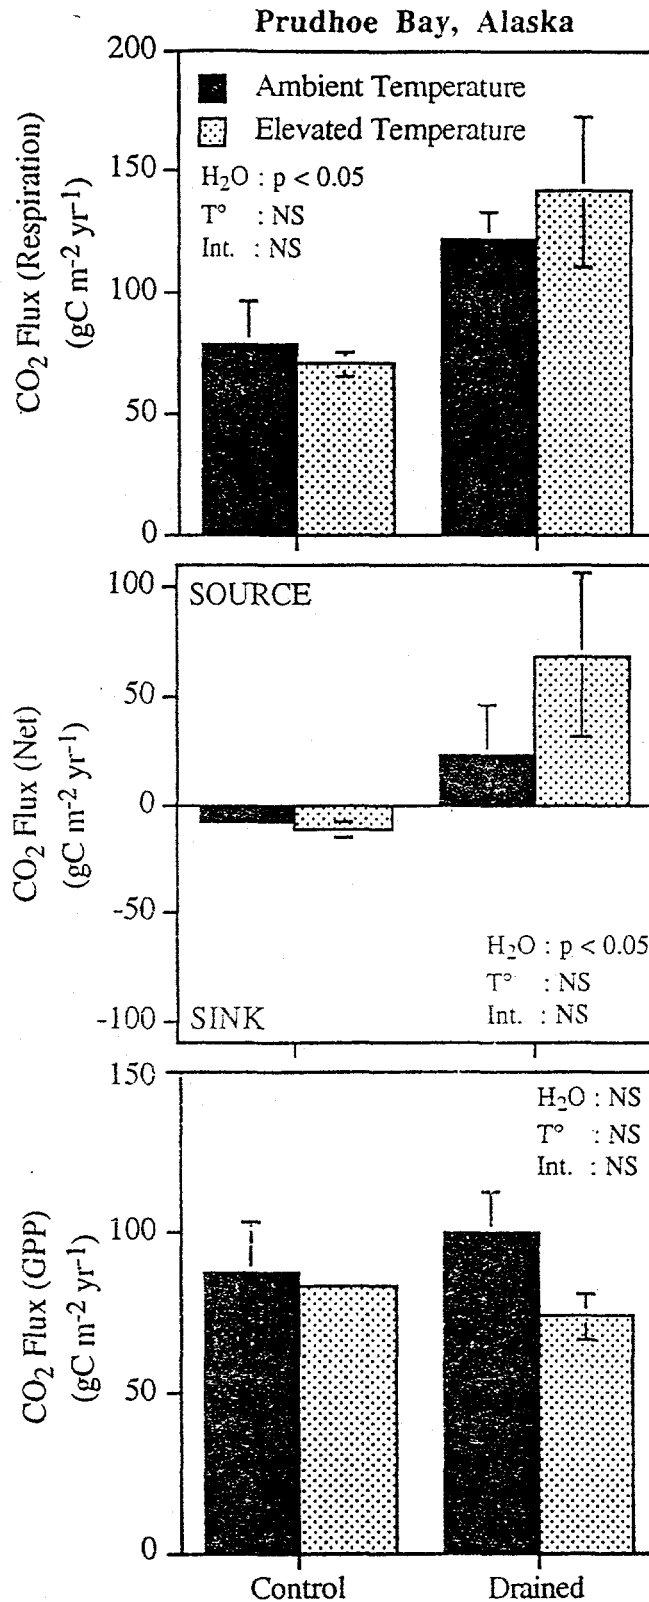 Prudhoe Bay, Alaska
CO2 Flux (Respiration)
(gC m-2 yr-1)
200
150
100
50
0
Ambient Temperature
Elevated Temperature
H2O : p < 0.05
T° : NS
Int. : NS
CO2 Flux (Net)
(gC m-2 yr-1)
100
50
0
-50
-100
SOURCE
SINK
H2O : p < 0.05
T° : NS
Int. : NS
CO2 Flux (GPP)
(gC m-2 yr-1)
150
100
50
0
H2O : NS
T° : NS
Int. : NS
Control
Drained